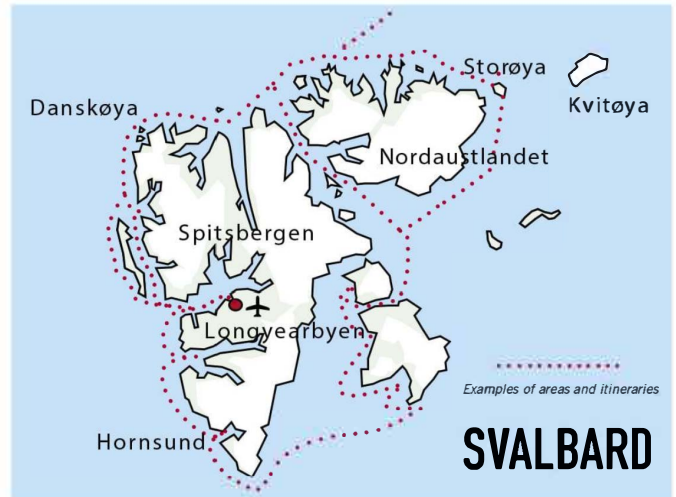 Storøya
Danskøya
Kvitøya
Nordaustlandet
Spitsbergen
Longyearbyen
Examples of areas and itineraries
Hornsund
SVALBARD